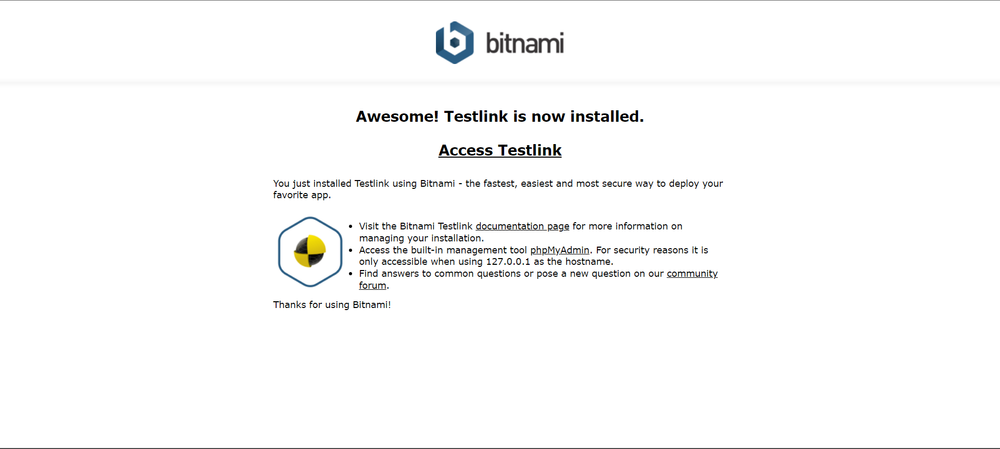 bitnami
Awesome! Testlink is now installed.
Access Testlink
You just installed Testlink using Bitnami - the fastest, easiest and most secure way to deploy your
favorite app.
• Visit the Bitnami Testlink documentation page for more information on
managing your installation.
• Access the built-in management tool phpMyAdmin. For security reasons it is
only accessible when using 127.0.0.1 as the hostname.
• Find answers to common questions or pose a new question on our community
forum.
Thanks for using Bitnami!